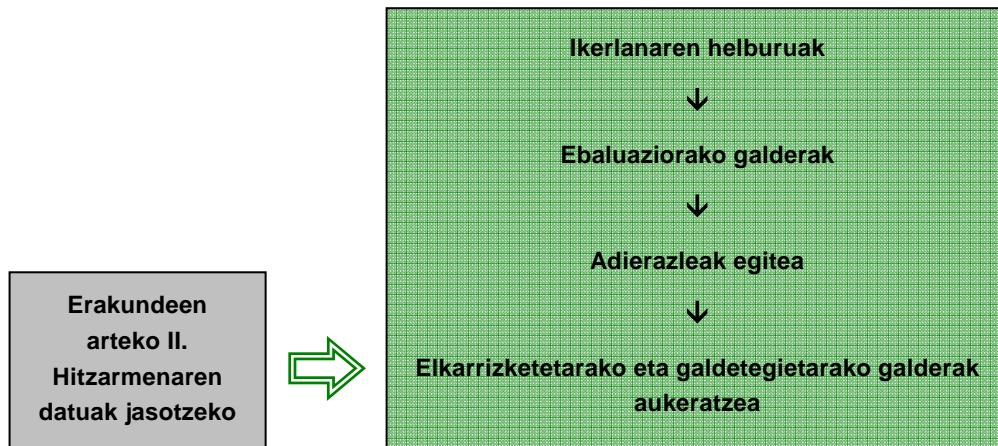 Ikerlanaren helburuak
↓
Ebaluaziorako galderak
↓
Adierazleak egitea
↓
Elkarrizketetarako eta galdetegietarako galderak
aukeratzea
Erakundeen
arteko II.
Hitzarmenaren
datuak jasotzeko